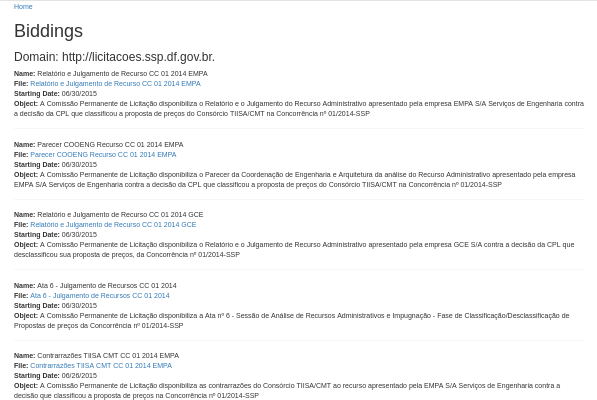 Home
Biddings
Domain: http://licitacoes.ssp.df.gov.br.
Name: Relatório e Julgamento de Recurso CC 01 2014 EMPA
File: Relatório e Julgamento de Recurso CC 01 2014 EMPA
Starting Date: 06/30/2015
Object: A Comissão Permanente de Licitação disponibiliza o Relatório e o Julgamento do Recurso Administrativo apresentado pela empresa EMPA S/A Serviços de Engenharia contra
a decisão da CPL que classificou a proposta de preços do Consórcio TIISA/CMT na Concorrência nº 01/2014-SSP
Name: Parecer COOENG Recurso CC 01 2014 EMPA
File: Parecer COOENG Recurso CC 01 2014 EMPA
Starting Date: 06/30/2015
Object: A Comissão Permanente de Licitação disponibiliza o Parecer da Coordenação de Engenharia e Arquitetura da análise do Recurso Administrativo apresentado pela empresa
EMPA S/A Serviços de Engenharia contra a decisão da CPL que classificou a proposta de preços do Consórcio TIISA/CMT na Concorrência nº 01/2014-SSP
Name: Relatório e Julgamento de Recurso CC 01 2014 GCE
File: Relatório e Julgamento de Recurso CC 01 2014 GCE
Starting Date: 06/30/2015
Object: A Comissão Permanente de Licitação disponibiliza o Relatório e o Julgamento do Recurso Administrativo apresentado pela empresa GCE S/A contra a decisão da CPL que
desclassificou sua proposta de preços, da Concorrência nº 01/2014-SSP
Name: Ata 6 - Julgamento de Recursos CC 01 2014
File: Ata 6 - Julgamento de Recursos CC 01 2014
Starting Date: 06/30/2015
Object: A Comissão Permanente de Licitação disponibiliza a Ata nº 6 - Sessão de Análise de Recursos Administrativos e Impugnação - Fase de Classificação/Desclassificação de
Propostas de preços da Concorrência nº 01/2014-SSP
Name: Contrarrazões TIISA CMT CC 01 2014 EMPA
File: Contrarrazões TIISA CMT CC 01 2014 EMPA
Starting Date: 06/26/2015
Object: A Comissão Permanente de Licitação disponibiliza as contrarrazões do Consórcio TIISA/CMT ao recurso apresentado pela EMPA S/A Serviços de Engenharia contra a
decisão que classificou a proposta de preços na Concorrência nº 01/2014-SSP